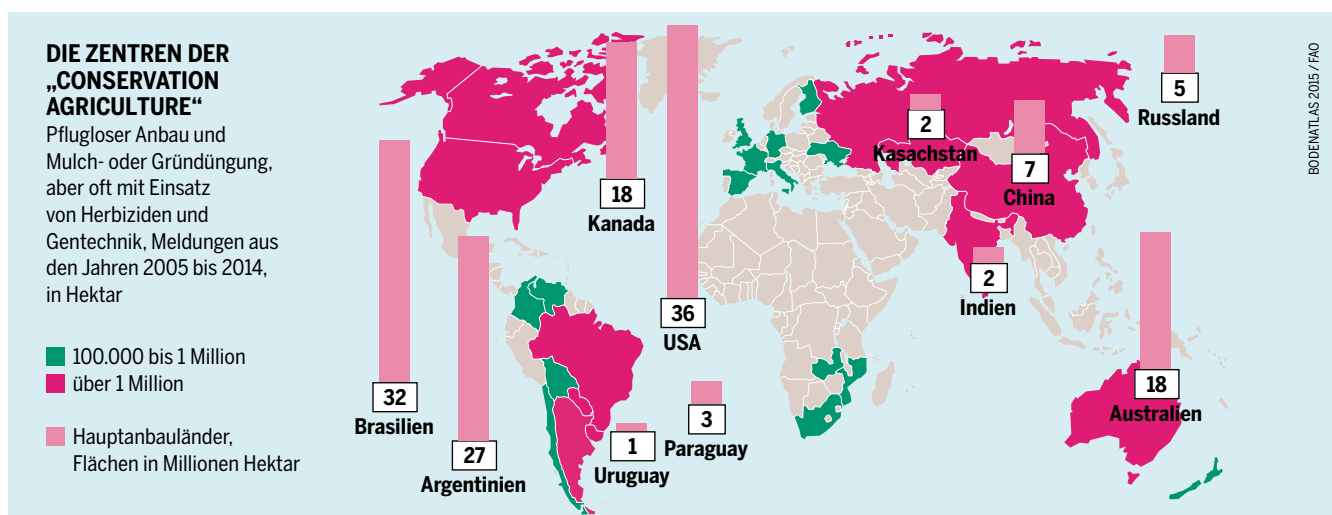 DIE ZENTREN DER
„CONSERVATION
AGRICULTURE“
Pflugloser Anbau und
Mulch- oder Gründüngung,
aber oft mit Einsatz
von Herbiziden und
Gentechnik, Meldungen aus
den Jahren 2005 bis 2014,
in Hektar
100.000 bis 1 Million
über 1 Million
Hauptanbauländer,
Flächen in Millionen Hektar
32
Brasilien
27
Argentinien
18
Kanada
36
USA
1
Uruguay
3
Paraguay
2
Kasachstan
7
China
2
Indien
5
Russland
18
Australien
BODENATLAS 2015 / FAO